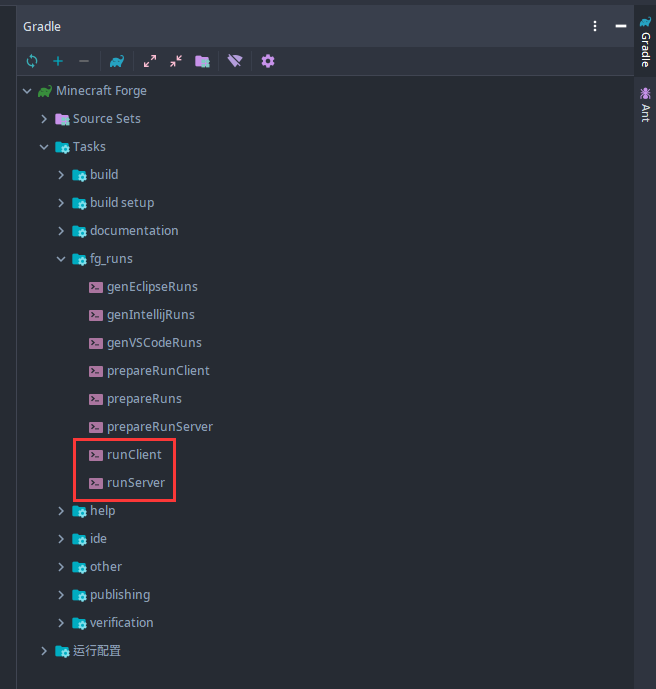 Gradle
Minecraft Forge
Source Sets
Tasks
build
build setup
documentation
fg_runs
genEclipseRuns
genIntellijRuns
genVSCodeRuns
prepareRunClient
prepareRuns
prepareRunServer
runClient
runServer
help
ide
other
publishing
verification
运行配置
Gradle
Ant